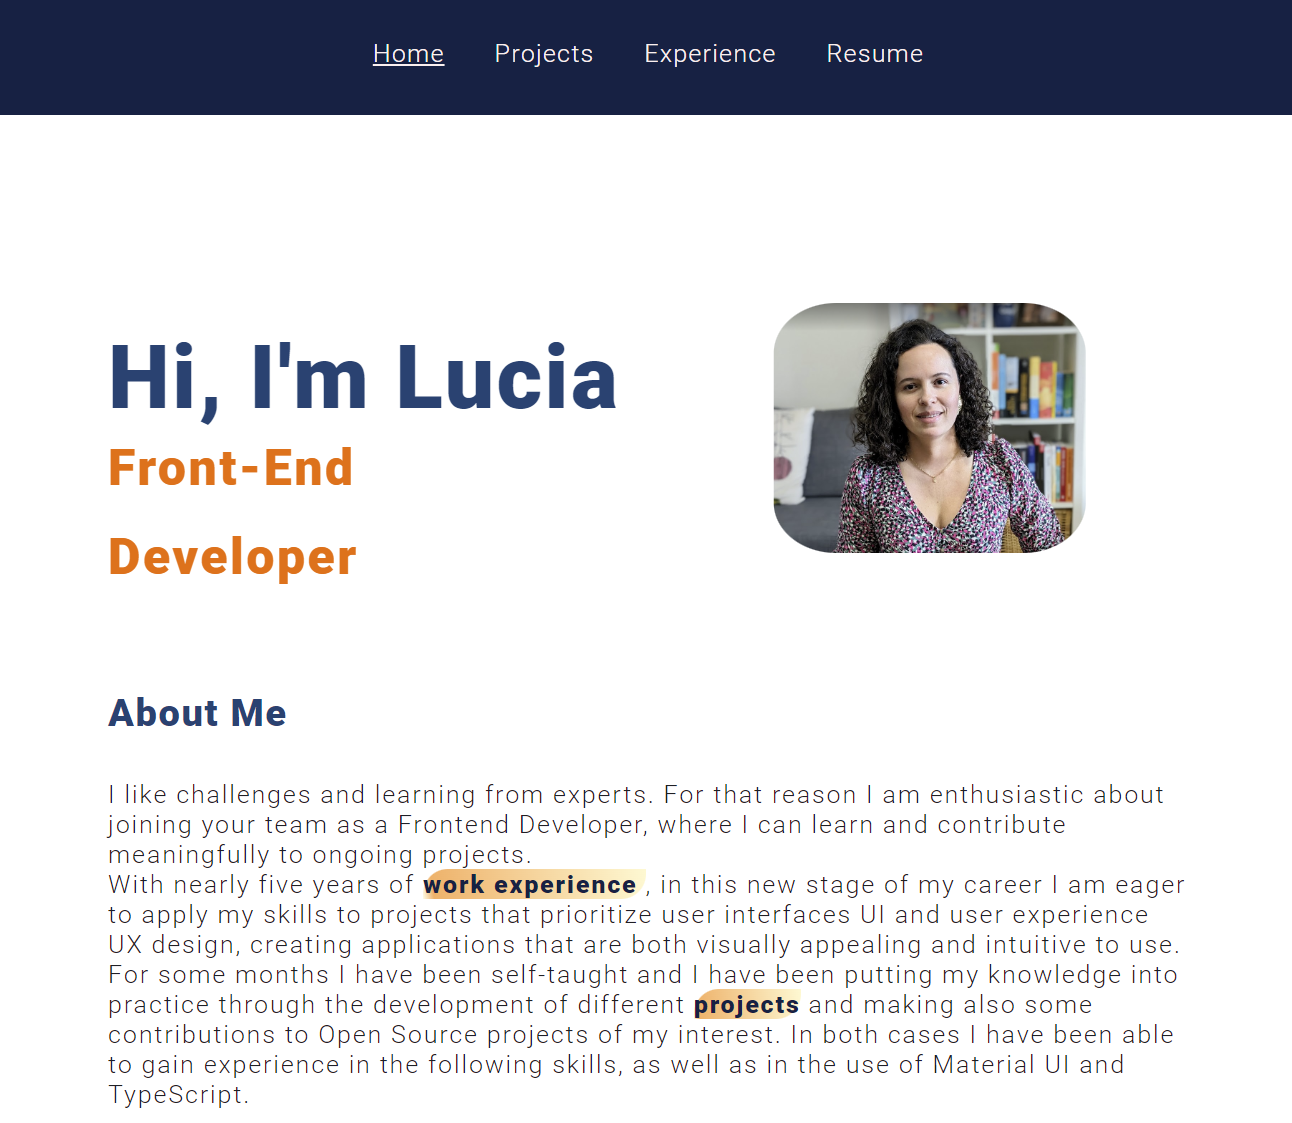 Home Projects Experience Resume
Hi, I'm Lucia
Front-End
Developer
About Me
I like challenges and learning from experts. For that reason I am enthusiastic about
joining your team as a Frontend Developer, where I can learn and contribute
meaningfully to ongoing projects.
With nearly five years of work experience , in this new stage of my career I am eager
to apply my skills to projects that prioritize user interfaces UI and user experience
UX design, creating applications that are both visually appealing and intuitive to use.
For some months I have been self-taught and I have been putting my knowledge into
practice through the development of different projects and making also some
contributions to Open Source projects of my interest. In both cases I have been able
to gain experience in the following skills, as well as in the use of Material UI and
TypeScript.